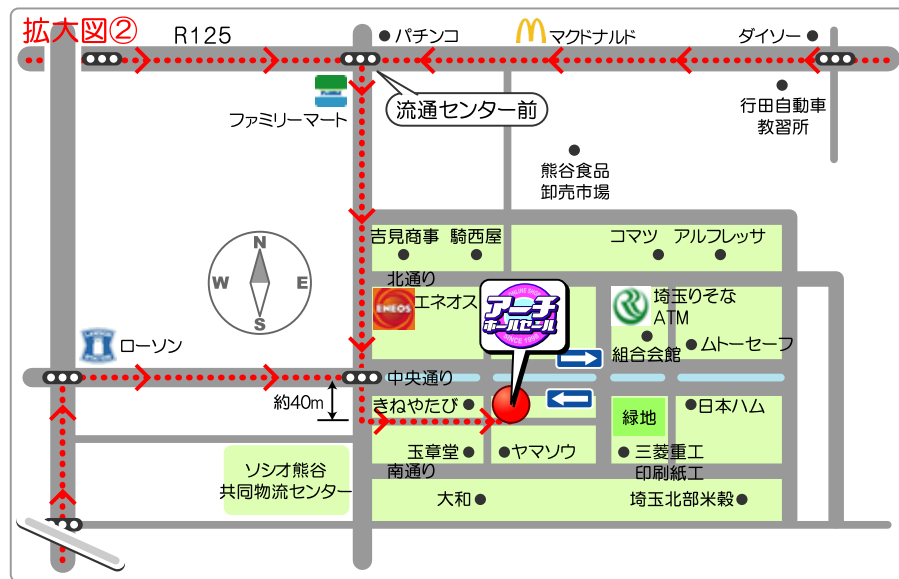 拡大図②
R125
パチンコ
マクドナルド
ダイソー
流通センター前
ファミリーマート
行田自動車
教習所
熊谷食品
卸売市場
吉見商事
騎西屋
コマツ
アルフレッサ
北通り
N
W
E
S
ENEOS
エネオス
ONLINE SHOP
アーチ
ホールセール
SINCE 1998
埼玉りそな
ATM
組合会館
ムトーセーフ
ローソン
中央通り
約40m
きねやたび
緑地
日本ハム
玉章堂
ヤマソウ
三菱重工
印刷紙工
南通り
ソシオ熊谷
共同物流センター
大和
埼玉北部米穀